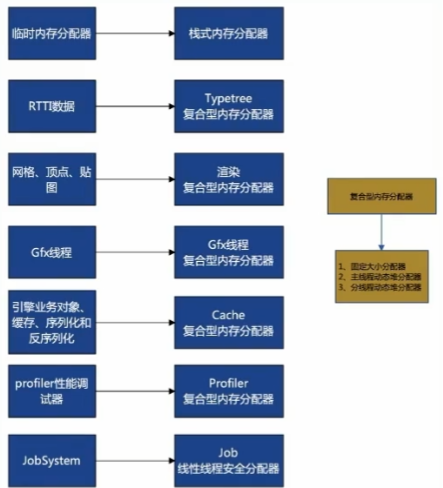 临时内存分配器
栈式内存分配器
RTTI数据
Typetree
复合型内存分配器
网格、顶点、贴
图
渲染
复合型内存分配器
Gfx线程
Gfx线程
复合型内存分配器
引擎业务对象、
缓存、序列化和
反序列化
Cache
复合型内存分配器
profiler性能调
试器
Profiler
复合型内存分配器
JobSystem
Job
线性线程安全分配器
复合型内存分配器
1、固定大小分配器
2、主线程动态堆分配器
3、分线程动态堆分配器